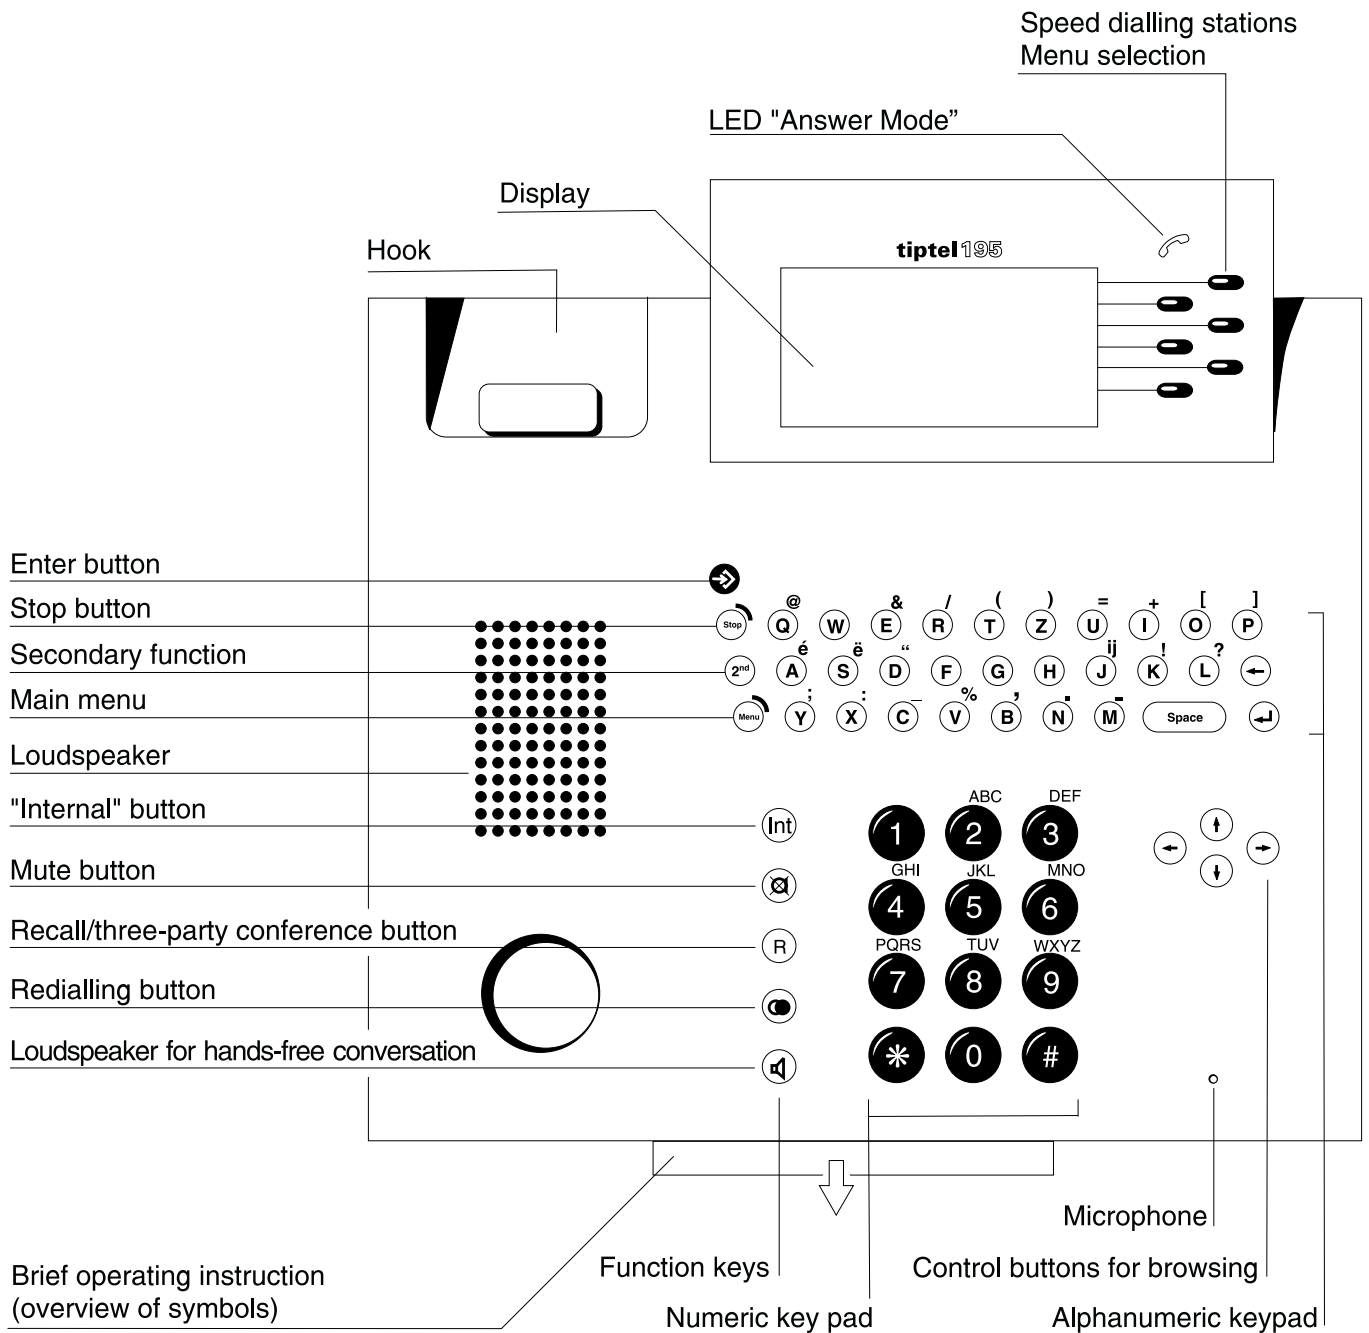 Speed dialling stations
Menu selection
LED "Answer Mode”
Display
Hook
tiptel 195
Enter button
Stop button
Secondary function
Main menu
Loudspeaker
"Internal" button
Mute button
Recall/three-party conference button
Redialling button
Loudspeaker for hands-free conversation
@ & / ( ) = + [ ]
Stop Q W E R T Z U I O P
é ë “ ij ! ?
2nd A S D F G H J K L
; : _ % , . -
Menu Y X C V B N M Space
Int
R
ABC DEF
1 2 3
GHI JKL MNO
4 5 6
PQRS TUV WXYZ
7 8 9
* 0 #
Microphone
Brief operating instruction
(overview of symbols)
Function keys
Control buttons for browsing
Numeric key pad
Alphanumeric keypad